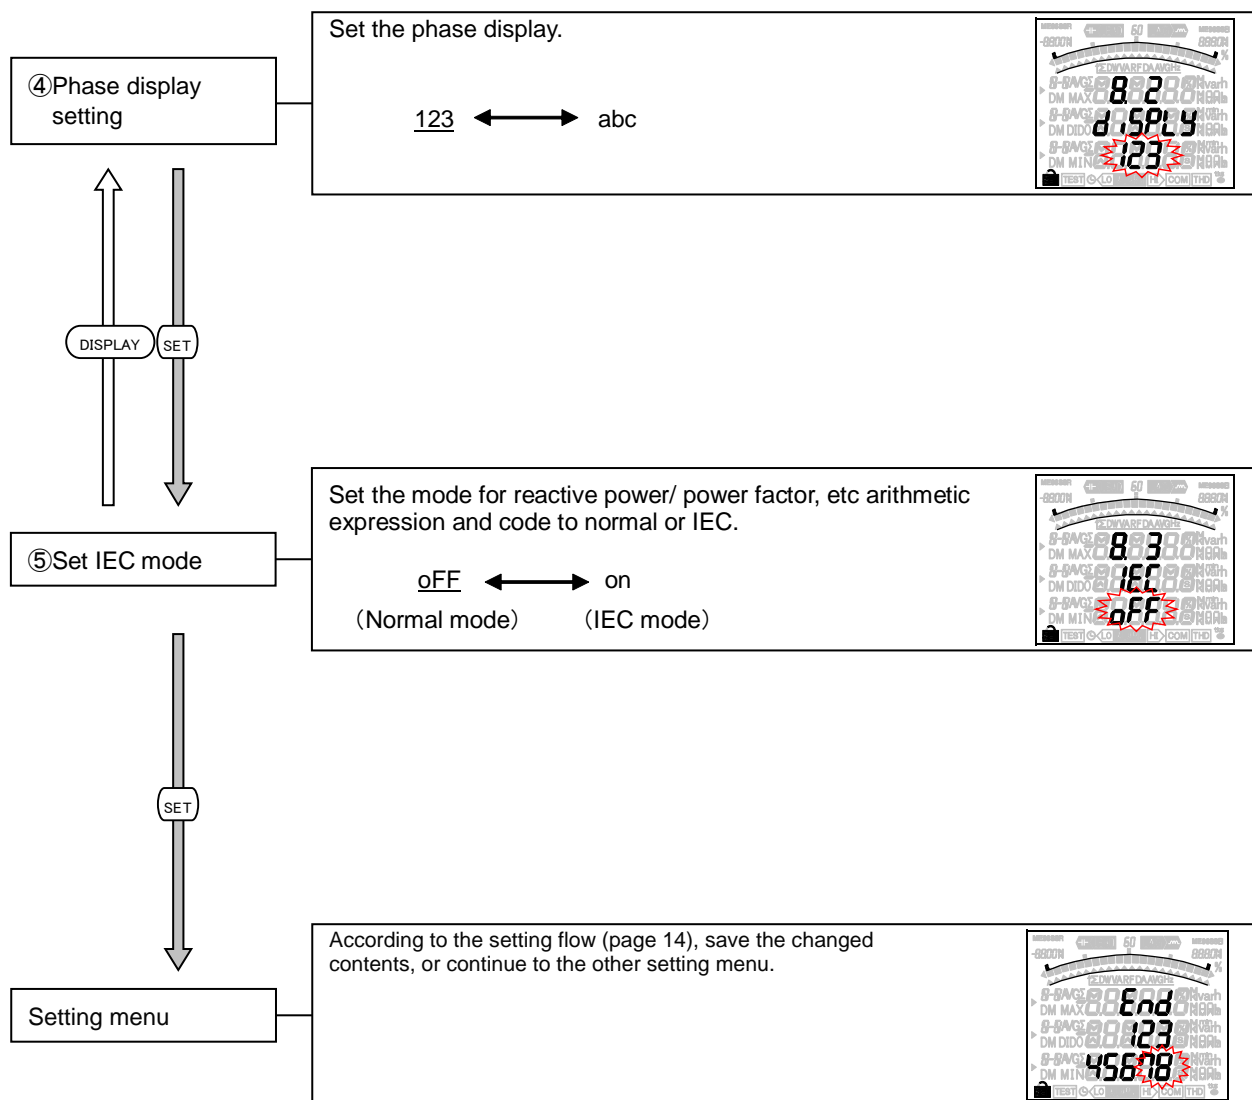 Set the phase display.
④Phase display
setting
123 abc
8. 2
diSPLY
123
DISPLAY
SET
Set the mode for reactive power/ power factor, etc arithmetic
expression and code to normal or IEC.
⑤Set IEC mode
oFF on
（Normal mode） （IEC mode）
8. 3
IEC
oFF
SET
According to the setting flow (page 14), save the changed
contents, or continue to the other setting menu.
Setting menu
End
123
45678